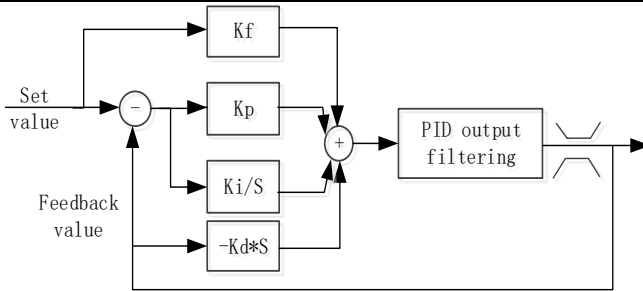 Kf
Set
value
-
Kp
+
PID output
filtering
Ki/S
Feedback
value
-Kd*S